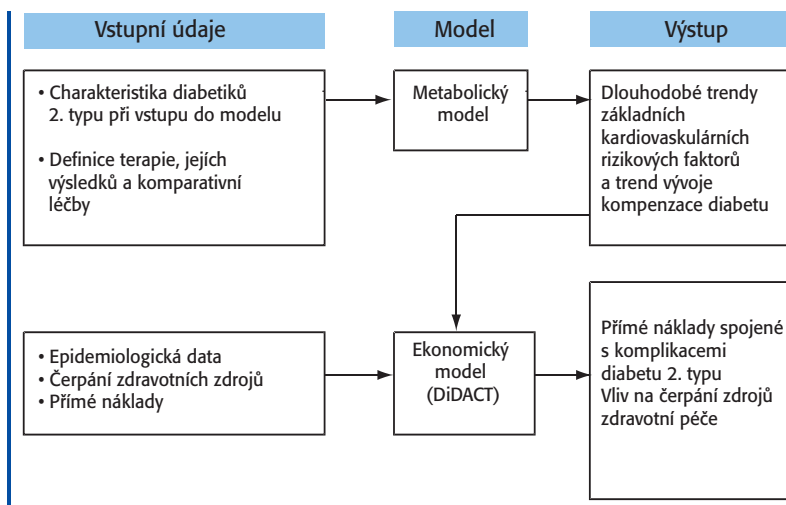 Vstupní údaje
Model
Výstup
• Charakteristika diabetiků
2. typu při vstupu do modelu
• Definice terapie, jejích
výsledků a komparativní
léčby
Metabolický
model
Dlouhodobé trendy
základních
kardiovaskulárních
rizikových faktorů
a trend vývoje
kompenzace diabetu
• Epidemiologická data
• Čerpání zdravotních zdrojů
• Přímé náklady
Ekonomický
model
(DiDACT)
Přímé náklady spojené
s komplikacemi
diabetu 2. typu
Vliv na čerpání zdrojů
zdravotní péče